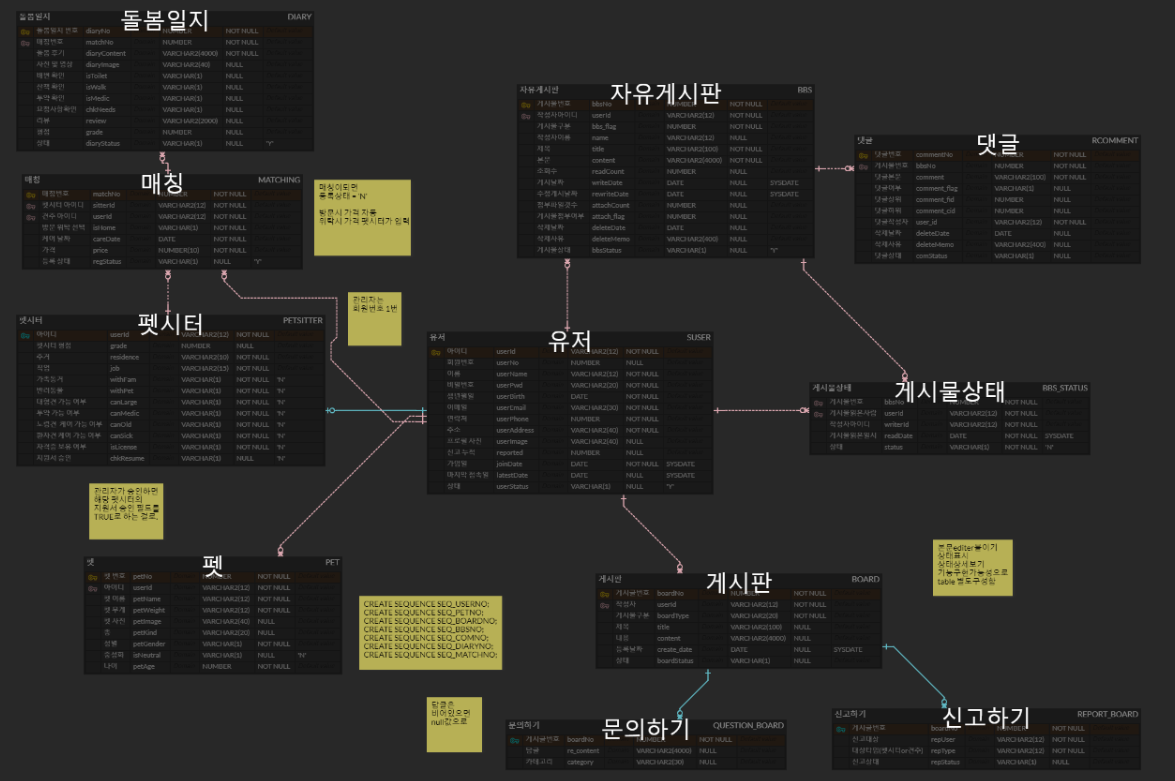 돌봄일지 DIARY
돌봄일지
돌봄일지 번호 diaryNo NUMBER NOT NULL
매칭번호 matchNo NUMBER NOT NULL
돌봄 후기 diaryContent VARCHAR2(4000) NOT NULL
사진 및 영상 diaryImage VARCHAR2(40) NULL
배변 확인 isToilet VARCHAR(1) NULL
산책 확인 isWalk VARCHAR(1) NULL
투약 확인 isMedic VARCHAR(1) NULL
요청사항확인 chkNeeds VARCHAR(1) NULL
리뷰 review VARCHAR2(2000) NULL
평점 grade NUMBER NULL
상태 diaryStatus VARCHAR(1) NULL 'Y'
매칭 MATCHING
매칭
매칭번호 matchNo NUMBER NOT NULL
펫시터 아이디 sitterId VARCHAR2(12) NOT NULL
견주 아이디 userId VARCHAR2(12) NOT NULL
방문 위탁 선택 isHome VARCHAR(1) NOT NULL
케어날짜 careDate DATE NOT NULL
가격 price NUMBER(30) NOT NULL
등록 상태 regStatus VARCHAR(1) NULL 'Y'
매칭이되면
등록상태 = 'N'
방문시 가격 자동
위탁시 가격 펫시터가 입력
관리자는
회원번호 1번
펫시터 PETSITTER
펫시터
아이디 userId VARCHAR2(12) NOT NULL
펫시터 평점 grade NUMBER NULL
주거 residence VARCHAR2(30) NOT NULL
직업 job VARCHAR2(15) NOT NULL
가족동거 withFam VARCHAR(1) NOT NULL 'N'
반려동물 withPet VARCHAR(1) NOT NULL 'N'
대형견 가능 여부 canLarge VARCHAR(1) NOT NULL 'N'
투약 가능 여부 canMedic VARCHAR(1) NOT NULL 'N'
노령견 케어 가능 여부 canOld VARCHAR(1) NOT NULL 'N'
환자견 케어 가능 여부 canSick VARCHAR(1) NOT NULL 'N'
자격증 보유 여부 isLicense VARCHAR(1) NOT NULL 'N'
지원서 승인 chkResume VARCHAR(1) NULL 'N'
관리자가 승인하면
해당 펫시터의
지원서 승인 컬럼를
TRUE로 하는 걸로.
펫 PET
펫
펫 번호 petNo NUMBER NOT NULL
아이디 userId VARCHAR2(12) NOT NULL
펫 이름 petName VARCHAR2(12) NOT NULL
펫 무게 petWeight VARCHAR2(12) NOT NULL
펫 사진 petImage VARCHAR2(40) NULL
종 petKind VARCHAR2(20) NULL
성별 petGender VARCHAR(1) NOT NULL
중성화 isNeutral VARCHAR(1) NULL 'N'
나이 petAge NUMBER NOT NULL
CREATE SEQUENCE SEQ_USERNO;
CREATE SEQUENCE SEQ_PETNO;
CREATE SEQUENCE SEQ_BOARDNO;
CREATE SEQUENCE SEQ_BBSNO;
CREATE SEQUENCE SEQ_COMNO;
CREATE SEQUENCE SEQ_DIARYNO;
CREATE SEQUENCE SEQ_MATCHNO;
답글은
비어있으면
null값으로
자유게시판 BBS
자유게시판
게시물번호 bbsNo NUMBER NOT NULL
작성자아이디 userId VARCHAR2(12) NOT NULL
게시물구분 bbs_flag NUMBER NOT NULL
작성자이름 name VARCHAR2(12) NULL
제목 title VARCHAR2(100) NOT NULL
본문 content VARCHAR2(4000) NOT NULL
조회수 readCount NUMBER NULL
게시날짜 writeDate DATE NULL SYSDATE
수정게시날짜 rewriteDate DATE NULL SYSDATE
첨부파일갯수 attachCount NUMBER NULL
게시물첨부여부 attach_flag NUMBER NULL
삭제날짜 deleteDate DATE NULL
삭제사유 deleteMemo VARCHAR2(400) NULL
게시물상태 bbsStatus VARCHAR(1) NULL 'Y'
댓글 RCOMMENT
댓글
댓글번호 commentNo NUMBER NOT NULL
게시물번호 bbsNo NUMBER NOT NULL
댓글본문 comment VARCHAR2(100) NOT NULL
댓글여부 comment_flag VARCHAR(1) NULL
댓글상위 comment_fid NUMBER NULL
댓글하위 comment_cid NUMBER NULL
댓글작성자 user_id VARCHAR2(12) NOT NULL
삭제날짜 deleteDate DATE NULL
삭제사유 deleteMemo VARCHAR2(400) NULL
댓글상태 comStatus VARCHAR(1) NULL
유저 SUSER
유저
아이디 userId VARCHAR2(12) NOT NULL
회원번호 userNo NUMBER NULL
이름 userName VARCHAR2(12) NOT NULL
비밀번호 userPwd VARCHAR2(20) NOT NULL
생년월일 userBirth DATE NOT NULL
이메일 userEmail VARCHAR2(30) NOT NULL
연락처 userPhone NUMBER NOT NULL
주소 userAddress VARCHAR2(40) NOT NULL
프로필 사진 userImage VARCHAR2(40) NULL
신고 누적 reported NUMBER NULL
가입일 joinDate DATE NOT NULL SYSDATE
마지막 접속일 latestDate DATE NULL SYSDATE
상태 userStatus VARCHAR(1) NULL 'Y'
게시물상태 BBS_STATUS
게시물상태
게시물번호 bbsNo NUMBER NOT NULL
게시물읽은사람 userId VARCHAR2(12) NOT NULL
작성자아이디 writerId VARCHAR2(12) NOT NULL
게시물읽은일시 readDate DATE NOT NULL SYSDATE
상태 status VARCHAR(1) NOT NULL 'N'
본문editer붙이기
상태표시
상태상세보기
기능구현가능성으로
table 별도구성함
게시판 BOARD
게시판
게시글번호 boardNo NUMBER NOT NULL
작성자 userId VARCHAR2(12) NOT NULL
게시물구분 boardType VARCHAR2(20) NOT NULL
제목 title VARCHAR2(100) NULL
내용 content VARCHAR2(4000) NULL
등록날짜 create_date DATE NULL SYSDATE
상태 boardStatus VARCHAR(1) NULL
문의하기 QUESTION_BOARD
문의하기
게시글번호 boardNo NUMBER NOT NULL
답글 re_content VARCHAR2(4000) NULL
카테고리 category VARCHAR2(30) NULL
신고하기 REPORT_BOARD
신고하기
게시글번호 boardNo NUMBER NOT NULL
신고대상 repUser VARCHAR2(12) NOT NULL
대상타입(펫시터or견주) repType VARCHAR2(12) NOT NULL
신고상태 repStatus VARCHAR(1) NULL